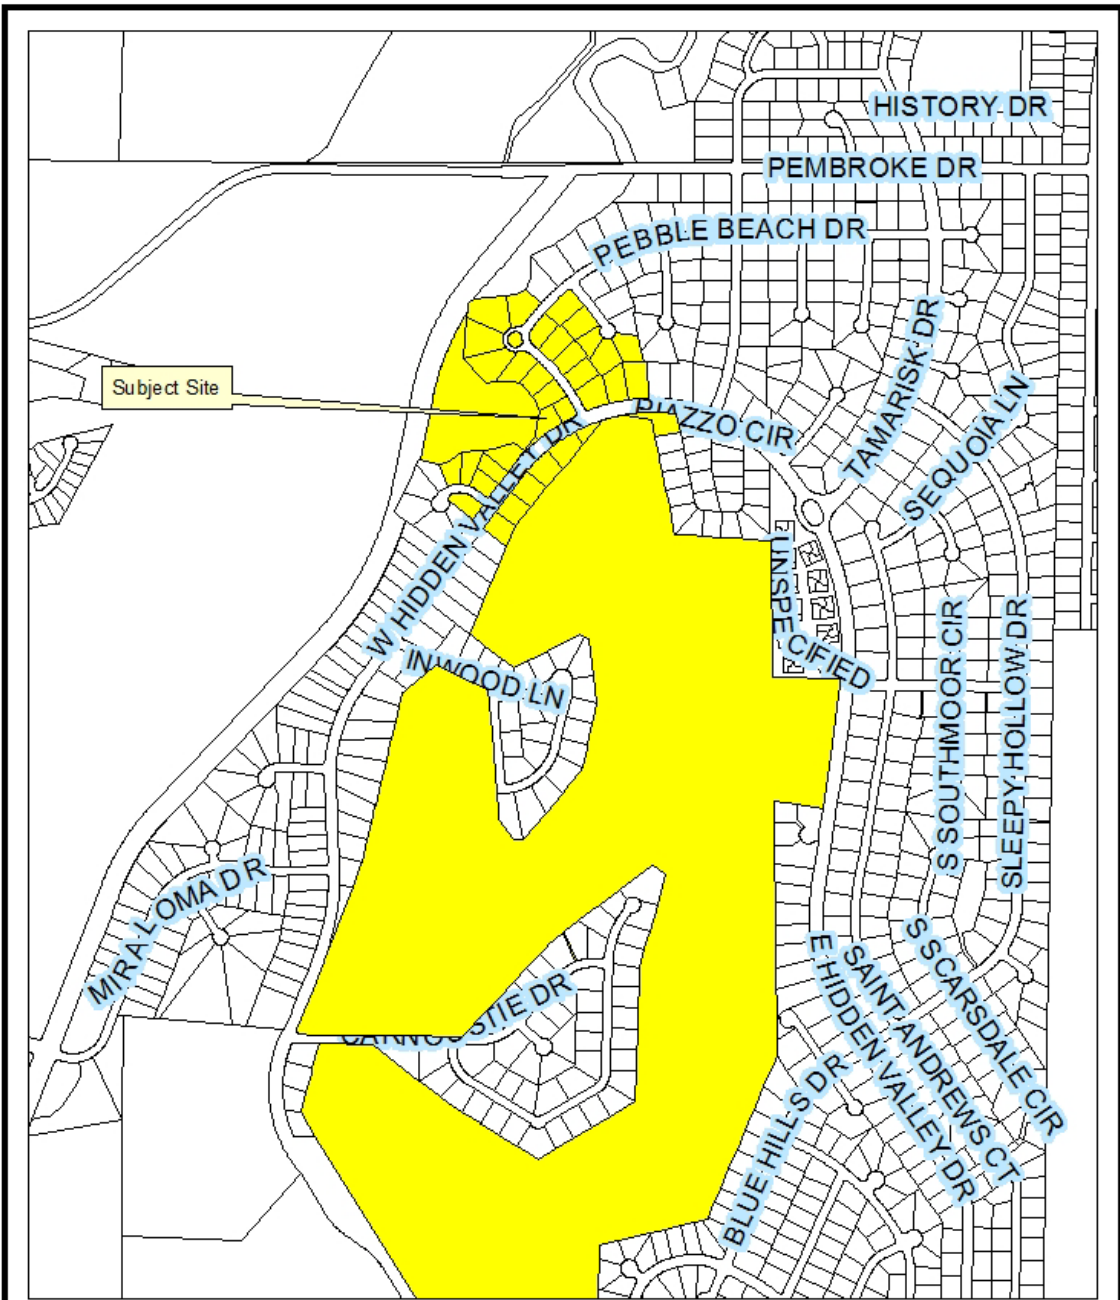 HISTORY DR
PEMBROKE DR
PEBBLE BEACH DR
Subject Site
TAMARISK DR
PIAZZO CIR
SEQUOIA LN
W HIDDEN VALLEY DR
UNSPECIFIED
INWOOD LN
S SOUTHMOOR CIR
SLEEPY HOLLOW DR
MIRA LOMA DR
CARNOUSTIE DR
S SCARSDALE CIR
SAINT ANDREWS CT
E HIDDEN VALLEY DR
BLUE HILLS DR